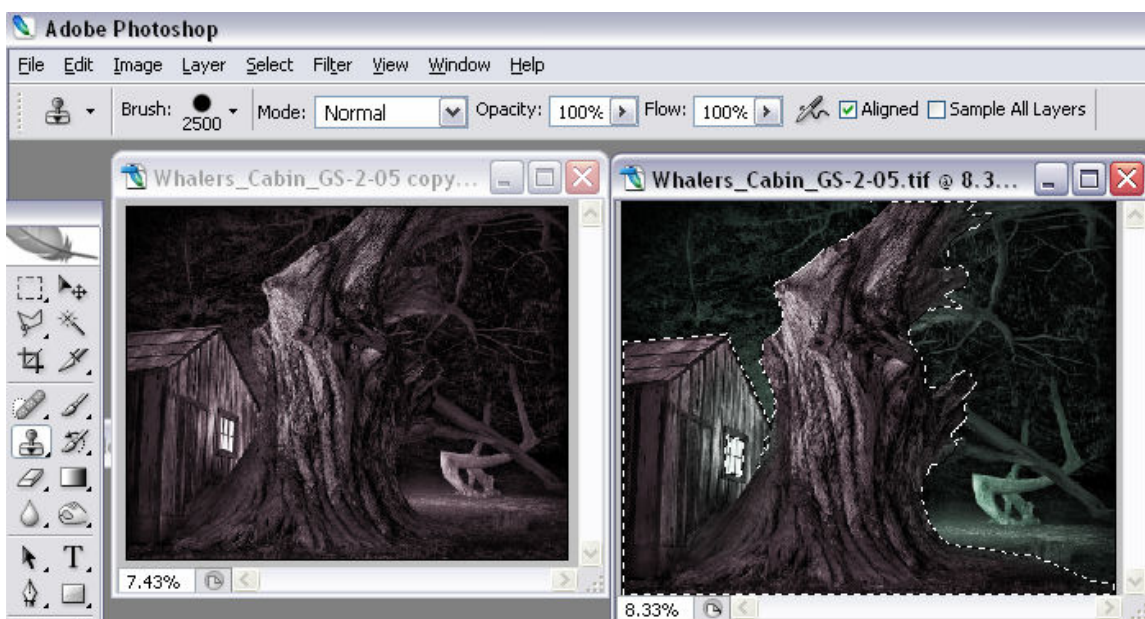 Adobe Photoshop
File Edit Image Layer Select Filter View Window Help
Brush: 2500 Mode: Normal Opacity: 100% Flow: 100% Aligned Sample All Layers
Whalers_Cabin_GS-2-05 copy... Whalers_Cabin_GS-2-05.tif @ 8.3...
T
7.43%
8.33%